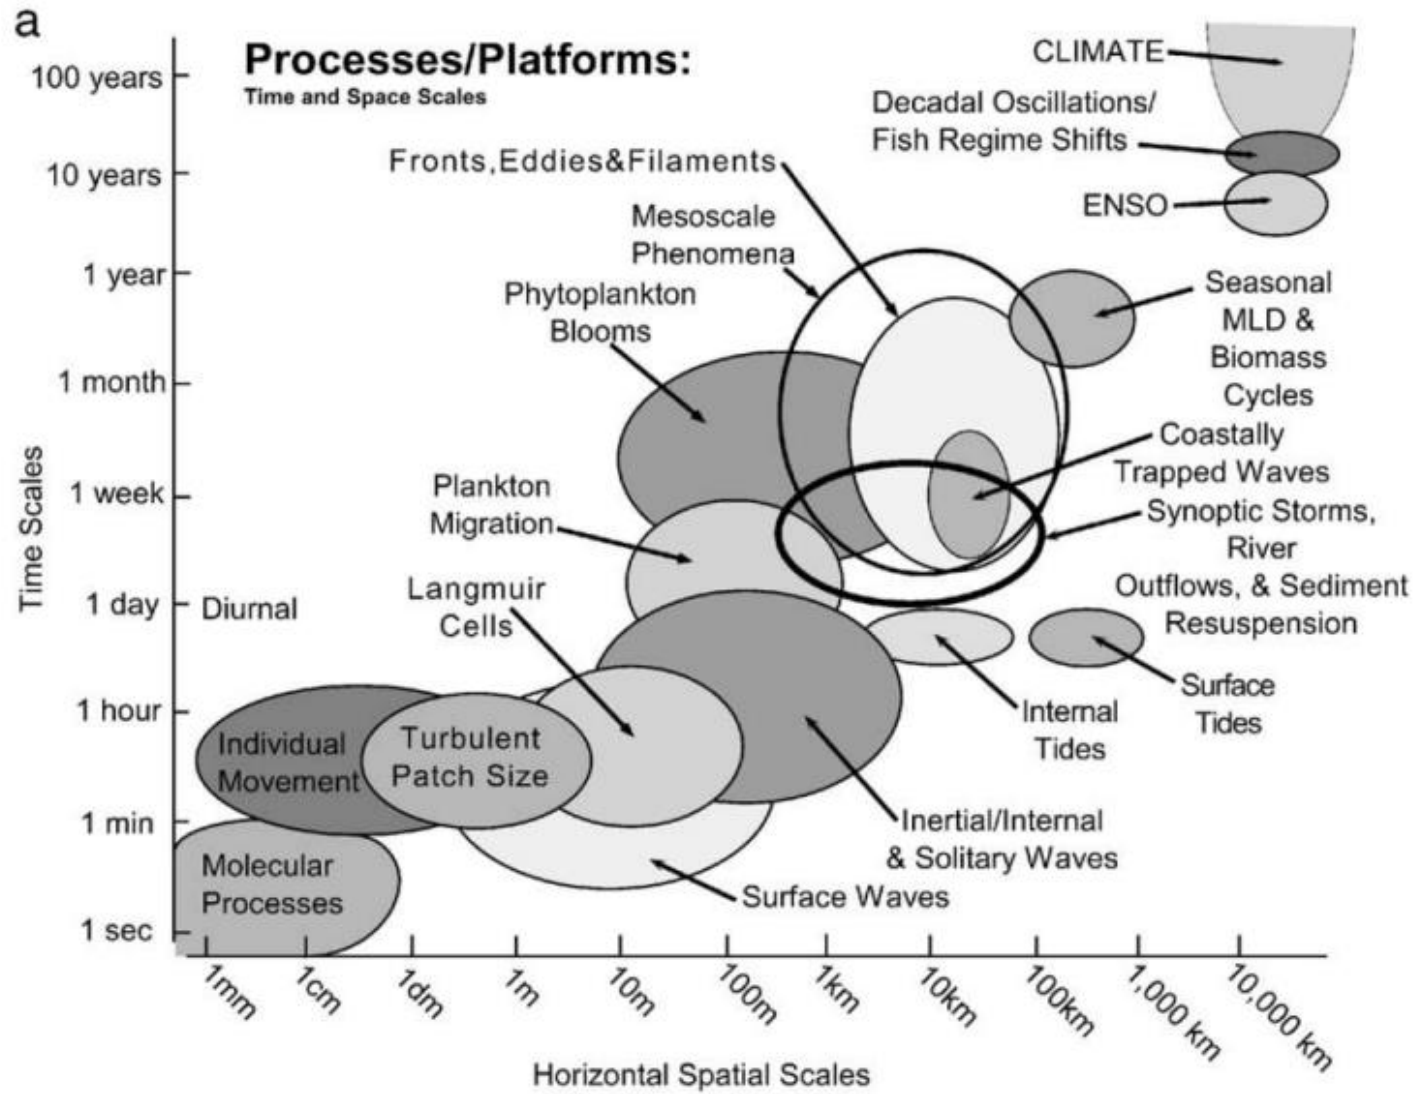 a
Processes/Platforms:
Time and Space Scales
100 years
10 years
1 year
1 month
1 week
1 day
1 hour
1 min
1 sec
Time Scales
CLIMATE
Decadal Oscillations/
Fish Regime Shifts
ENSO
Fronts,Eddies&Filaments
Mesoscale
Phenomena
Phytoplankton
Blooms
Seasonal
MLD &
Biomass
Cycles
Coastally
Trapped Waves
Plankton
Migration
Synoptic Storms,
River
Outflows, & Sediment
Resuspension
Diurnal
Langmuir
Cells
Surface
Tides
Internal
Tides
Individual
Movement
Turbulent
Patch Size
Inertial/Internal
& Solitary Waves
Molecular
Processes
Surface Waves
1mm
1cm
1dm
1m
10m
100m
1km
10km
100km
1,000 km
10,000 km
Horizontal Spatial Scales